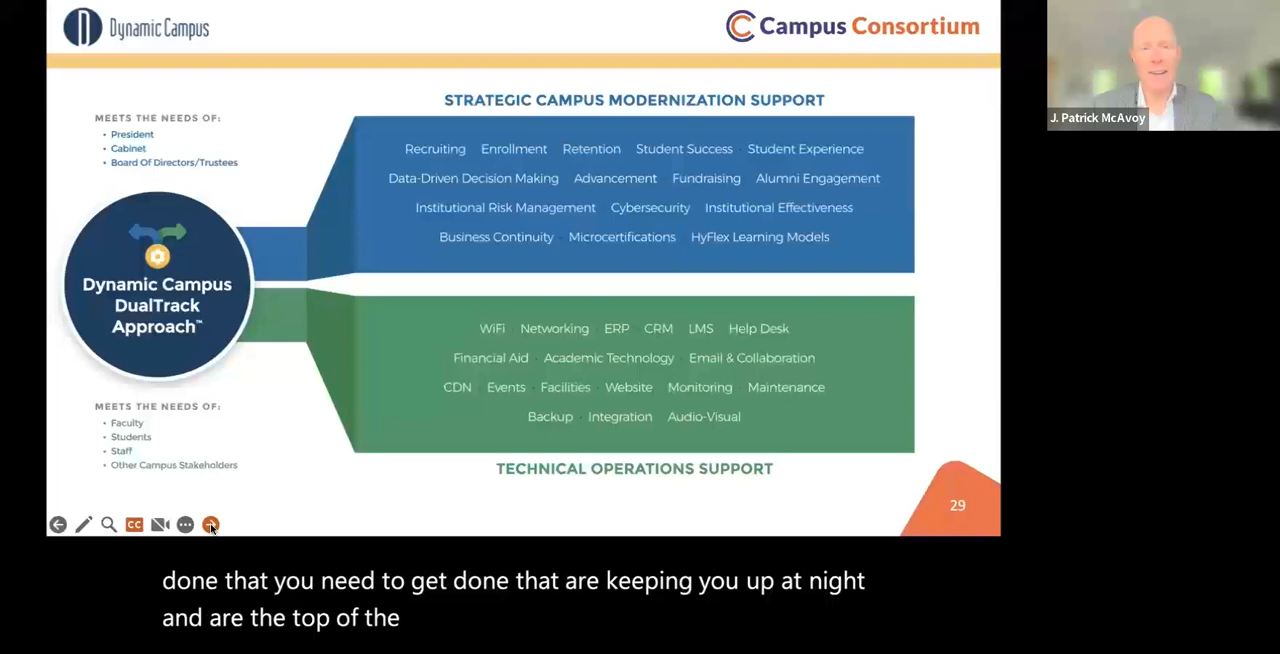 Dynamic Campus
Campus Consortium
J. Patrick McAvoy
STRATEGIC CAMPUS MODERNIZATION SUPPORT
MEETS THE NEEDS OF:
• President
• Cabinet
• Board Of Directors/Trustees
Recruiting Enrollment Retention Student Success Student Experience
Data-Driven Decision Making Advancement Fundraising Alumni Engagement
Institutional Risk Management Cybersecurity Institutional Effectiveness
Business Continuity · Microcertifications HyFlex Learning Models
Dynamic Campus
DualTrack
Approach™
WiFi Networking ERP CRM LMS Help Desk
Financial Aid · Academic Technology · Email & Collaboration
CDN Events · Facilities · Website Monitoring Maintenance
Backup · Integration Audio-Visual
MEETS THE NEEDS OF:
• Faculty
• Students
• Staff
• Other Campus Stakeholders
TECHNICAL OPERATIONS SUPPORT
29
CC
done that you need to get done that are keeping you up at night
and are the top of the